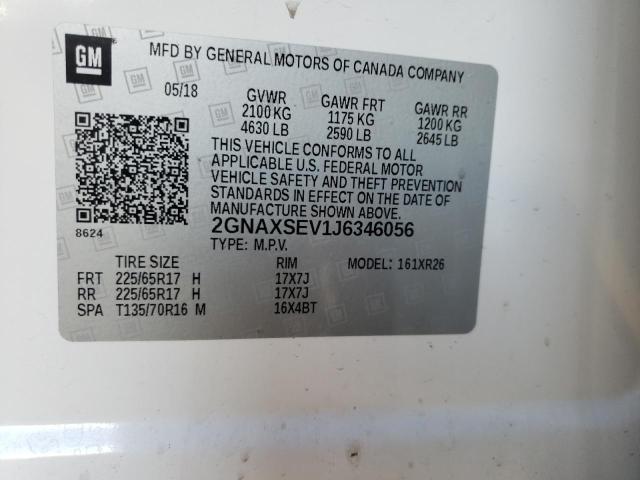 GM
MFD BY GENERAL MOTORS OF CANADA COMPANY
05/18 GVWR GAWR FRT GAWR RR
2100 KG 1175 KG 1200 KG
4630 LB 2590 LB 2645 LB
THIS VEHICLE CONFORMS TO ALL
APPLICABLE U.S. FEDERAL MOTOR
VEHICLE SAFETY AND THEFT PREVENTION
STANDARDS IN EFFECT ON THE DATE
OF MANUFACTURE SHOWN ABOVE.
8624 2GNAXSEV1J6346056
TYPE: M.P.V.
TIRE SIZE RIM MODEL: 161XR26
FRT 225/65R17 H 17X7J
RR 225/65R17 H 17X7J
SPA T135/70R16 M 16X4BT